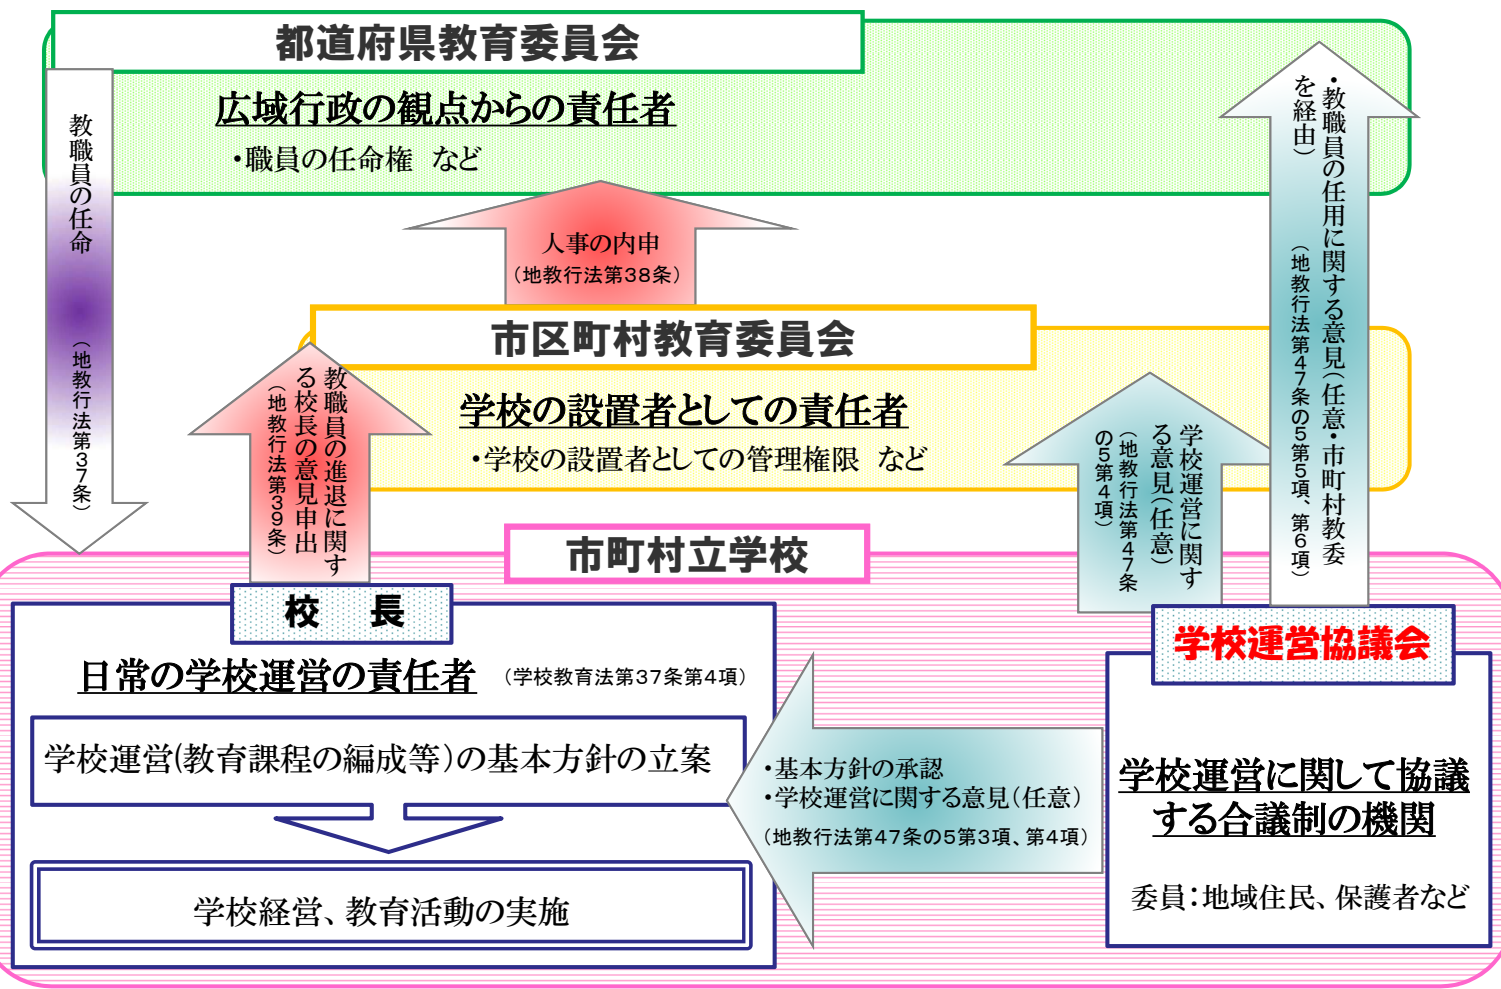 都道府県教育委員会
広域行政の観点からの責任者
・職員の任命権 など
教職員の任命
（地教行法第37条）
人事の内申
（地教行法第38条）
・教職員の任用に関する意見（任意・市町村教委
を経由）
（地教行法第47条の5第5項、第6項）
市区町村教育委員会
学校の設置者としての責任者
・学校の設置者としての管理権限 など
教職員の進退に関す
る校長の意見申出
（地教行法第39条）
学校運営に関す
る意見（任意）
（地教行法第47条
の5第4項）
市町村立学校
校 長
日常の学校運営の責任者 （学校教育法第37条第4項）
学校運営(教育課程の編成等)の基本方針の立案
学校経営、教育活動の実施
・基本方針の承認
・学校運営に関する意見（任意）
（地教行法第47条の5第3項、第4項）
学校運営協議会
学校運営に関して協議
する合議制の機関
委員：地域住民、保護者など